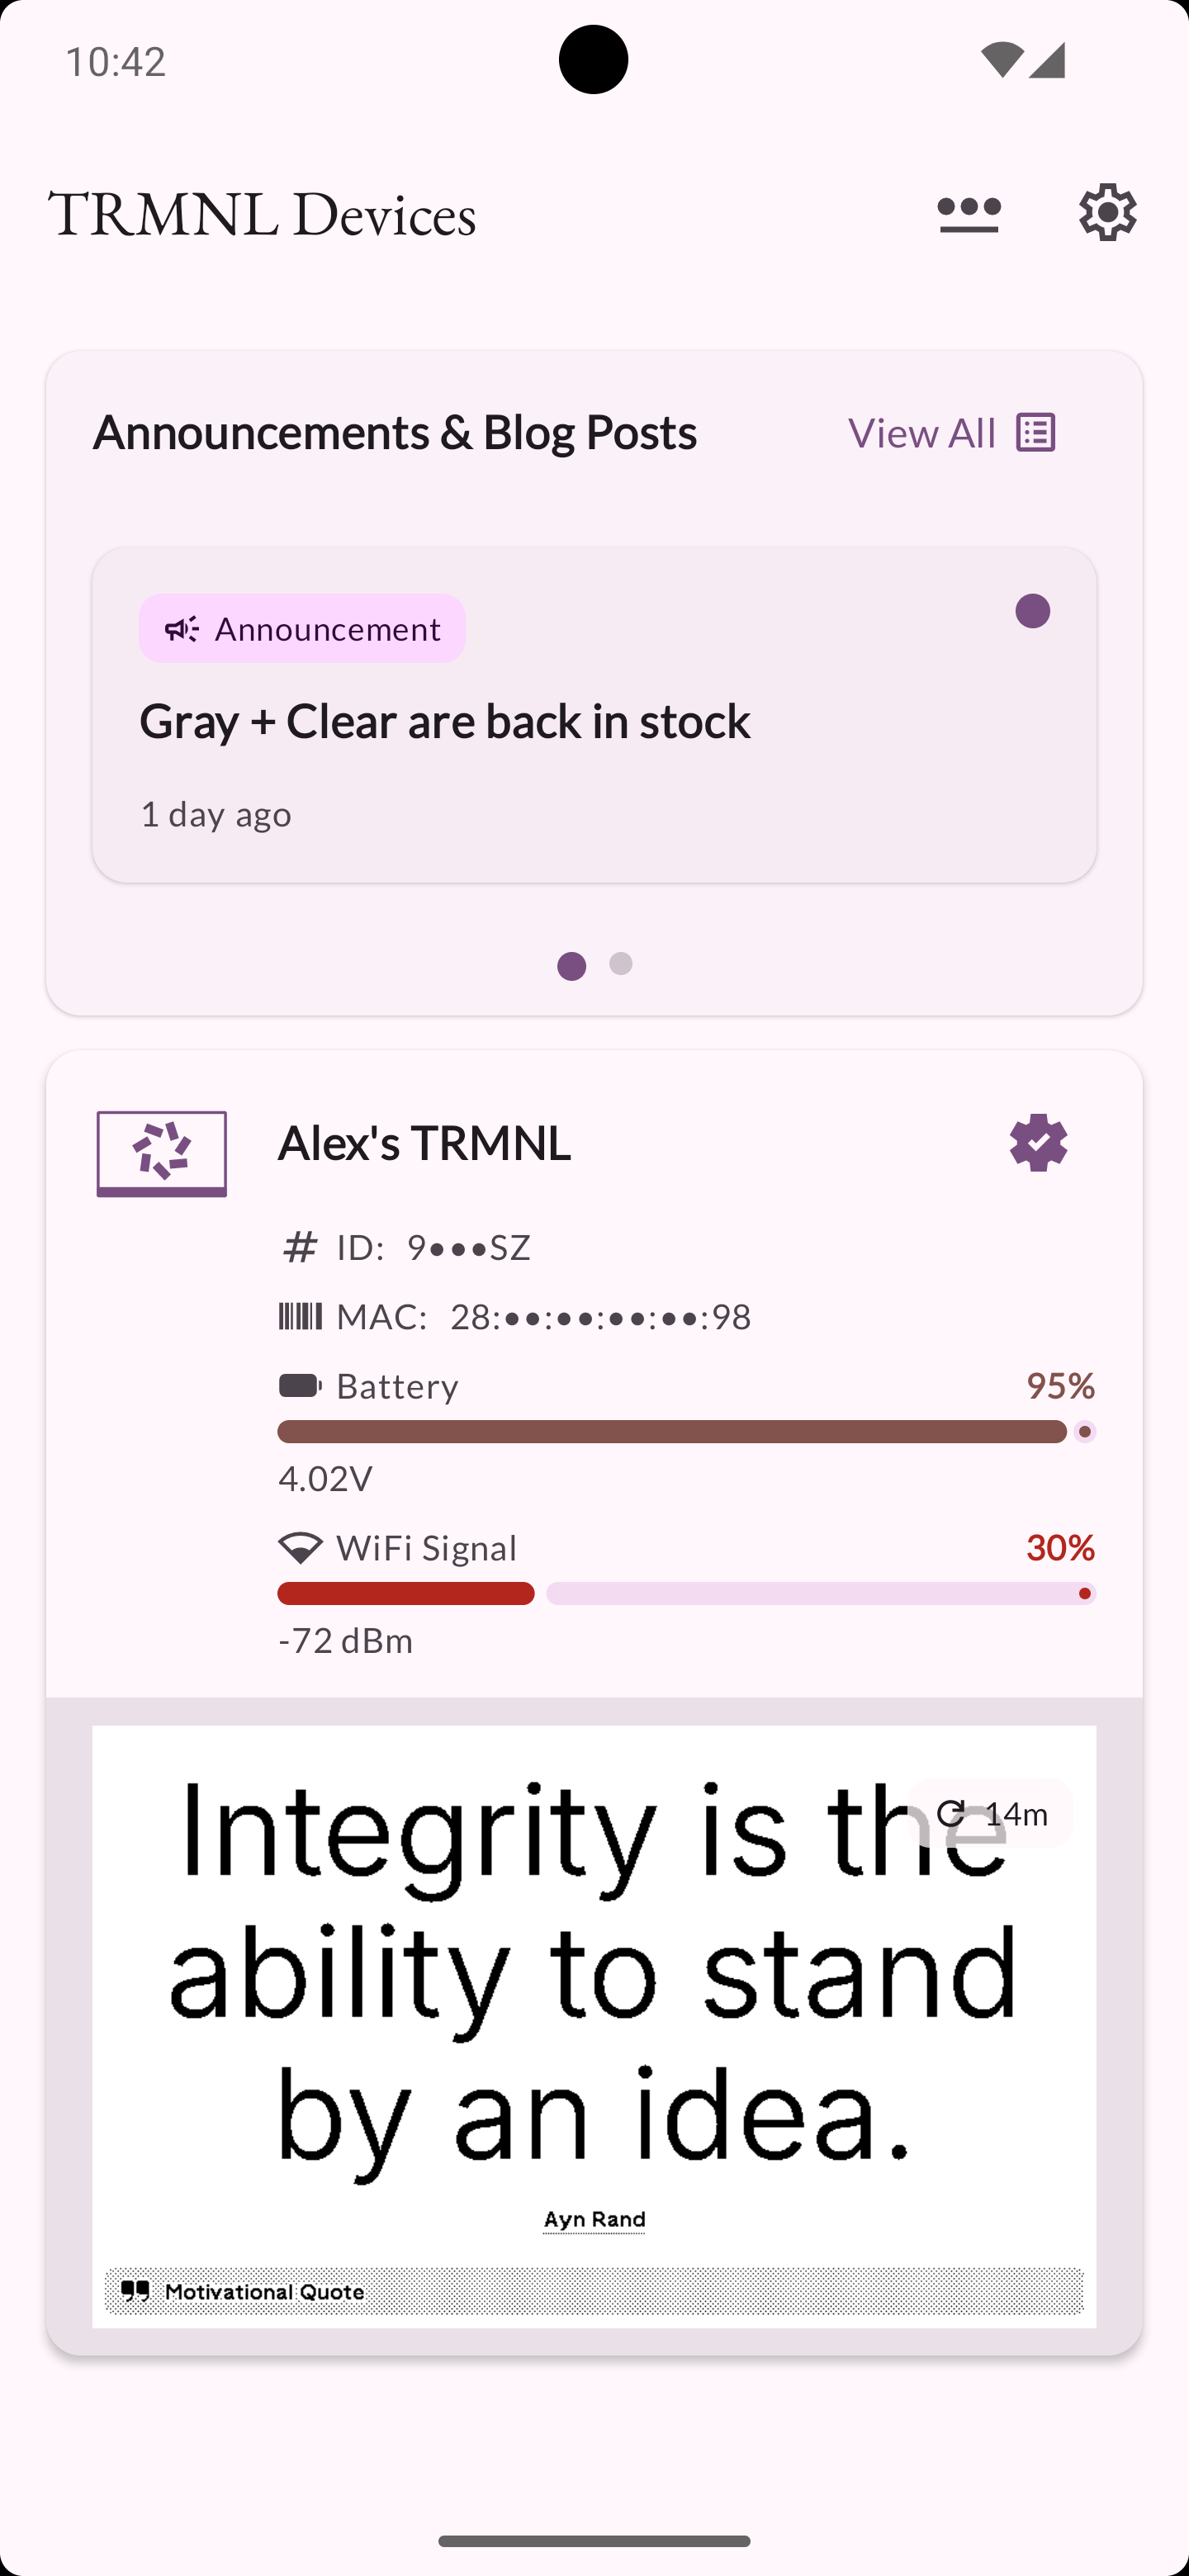 10:42
TRMNL Devices
Announcements & Blog Posts
View All
Announcement
Gray + Clear are back in stock
1 day ago
Alex's TRMNL
ID: 9•••SZ
MAC: 28:••:••:••:••:98
Battery 95%
4.02V
WiFi Signal 30%
-72 dBm
14m
Integrity is the
ability to stand
by an idea.
Ayn Rand
Motivational Quote